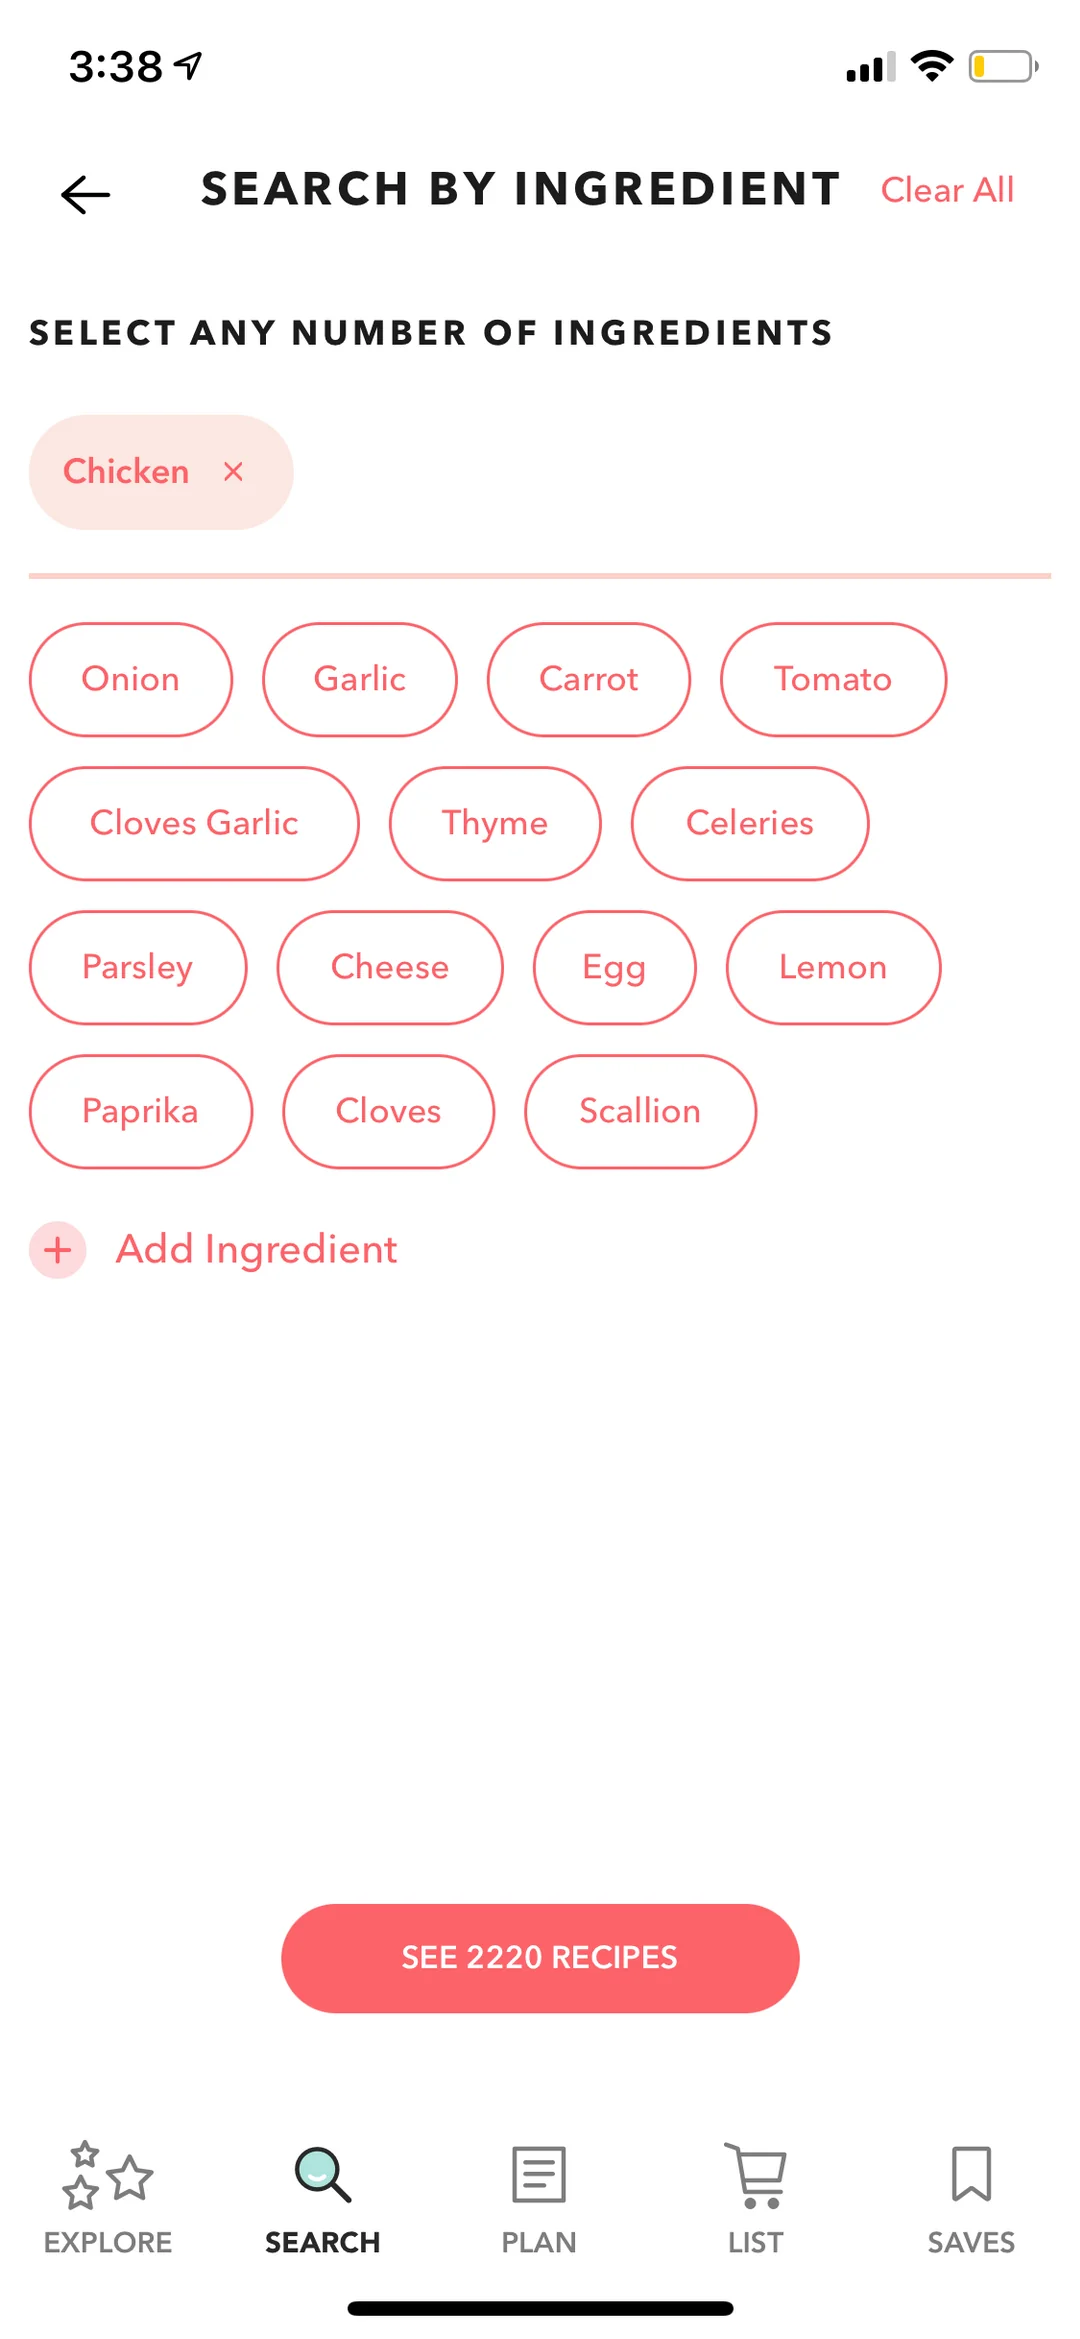 3:38
SEARCH BY INGREDIENT Clear All
SELECT ANY NUMBER OF INGREDIENTS
Chicken ×
Onion Garlic Carrot Tomato
Cloves Garlic Thyme Celeries
Parsley Cheese Egg Lemon
Paprika Cloves Scallion
+ Add Ingredient
SEE 2220 RECIPES
EXPLORE SEARCH PLAN LIST SAVES